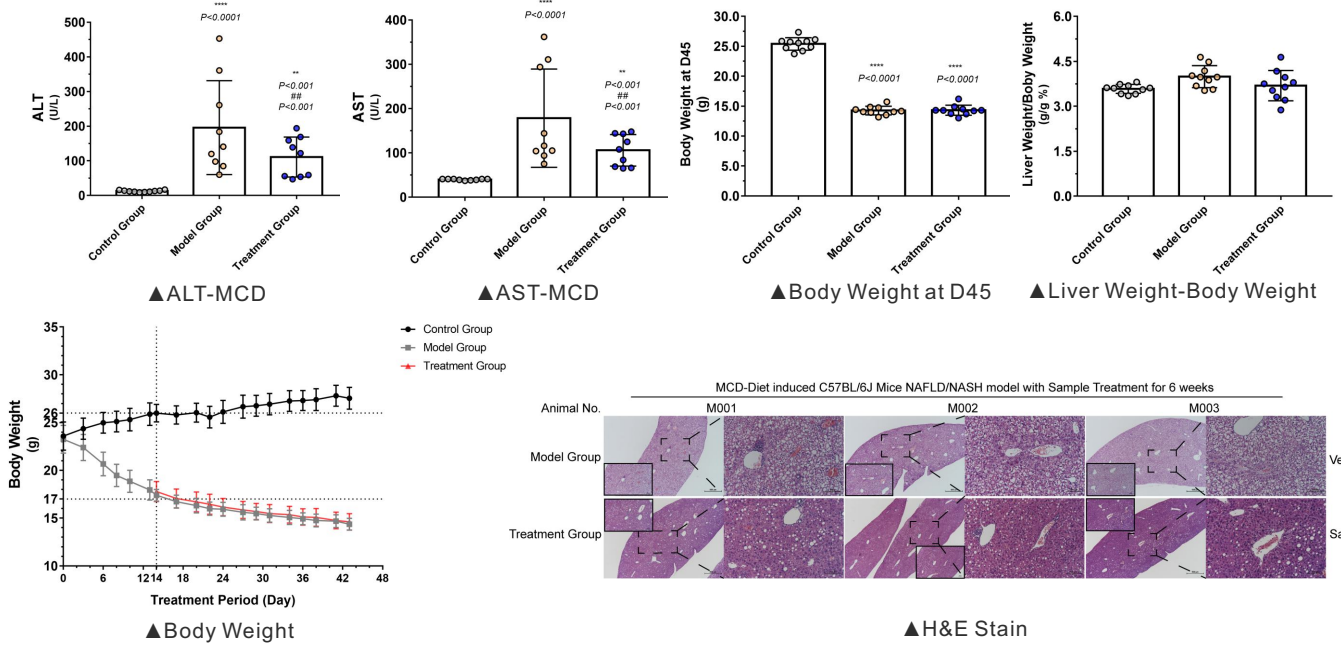 ALT
(U/L)
500
400
300
200
100
0
****
P<0.0001
**
P<0.001
##
P<0.001
Control Group
Model Group
Treatment Group
▲ALT-MCD
AST
(U/L)
400
300
200
100
0
****
P<0.0001
**
P<0.001
##
P<0.001
Control Group
Model Group
Treatment Group
▲AST-MCD
Body Weight at D45
(g)
30.0
25.0
20.0
15.0
10.0
5.0
0.0
****
P<0.0001
****
P<0.0001
Control Group
Model Group
Treatment Group
▲Body Weight at D45
Liver Weight/Boby Weight
(g/g %)
6.0
4.5
3.0
1.5
0.0
Control Group
Model Group
Treatment Group
▲Liver Weight-Body Weight
Body Weight
(g)
35
30
26
25
20
17
15
10
0 6 12 14 18 24 30 36 42 48
Treatment Period (Day)
Control Group
Model Group
Treatment Group
▲Body Weight
MCD-Diet induced C57BL/6J Mice NAFLD/NASH model with Sample Treatment for 6 weeks
Animal No. M001 M002 M003
Model Group
Ve
Treatment Group
Sa
▲H&E Stain